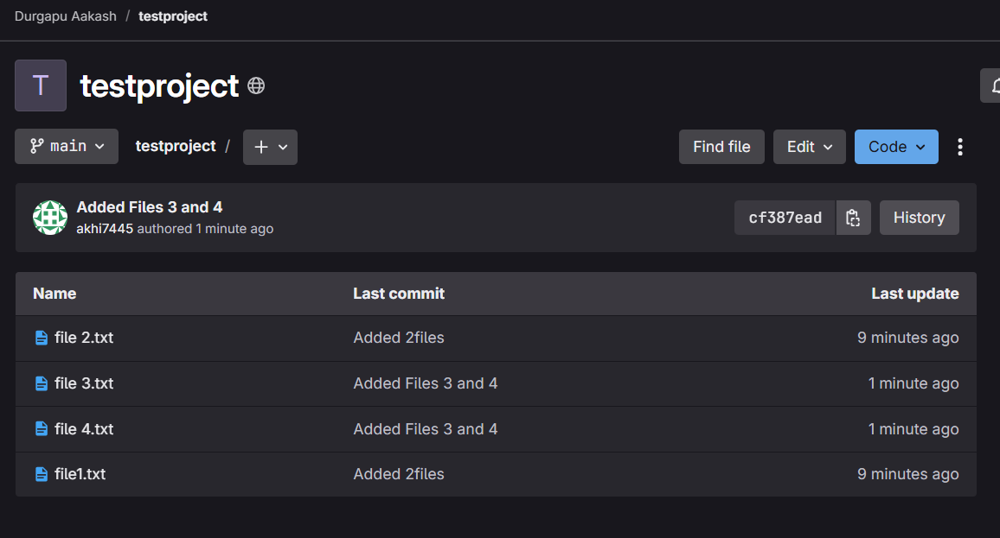 Durgapu Aakash / testproject
T testproject
main testproject / + Find file Edit Code
Added Files 3 and 4
akhi7445 authored 1 minute ago
cf387ead History
Name Last commit Last update
file 2.txt Added 2files 9 minutes ago
file 3.txt Added Files 3 and 4 1 minute ago
file 4.txt Added Files 3 and 4 1 minute ago
file1.txt Added 2files 9 minutes ago